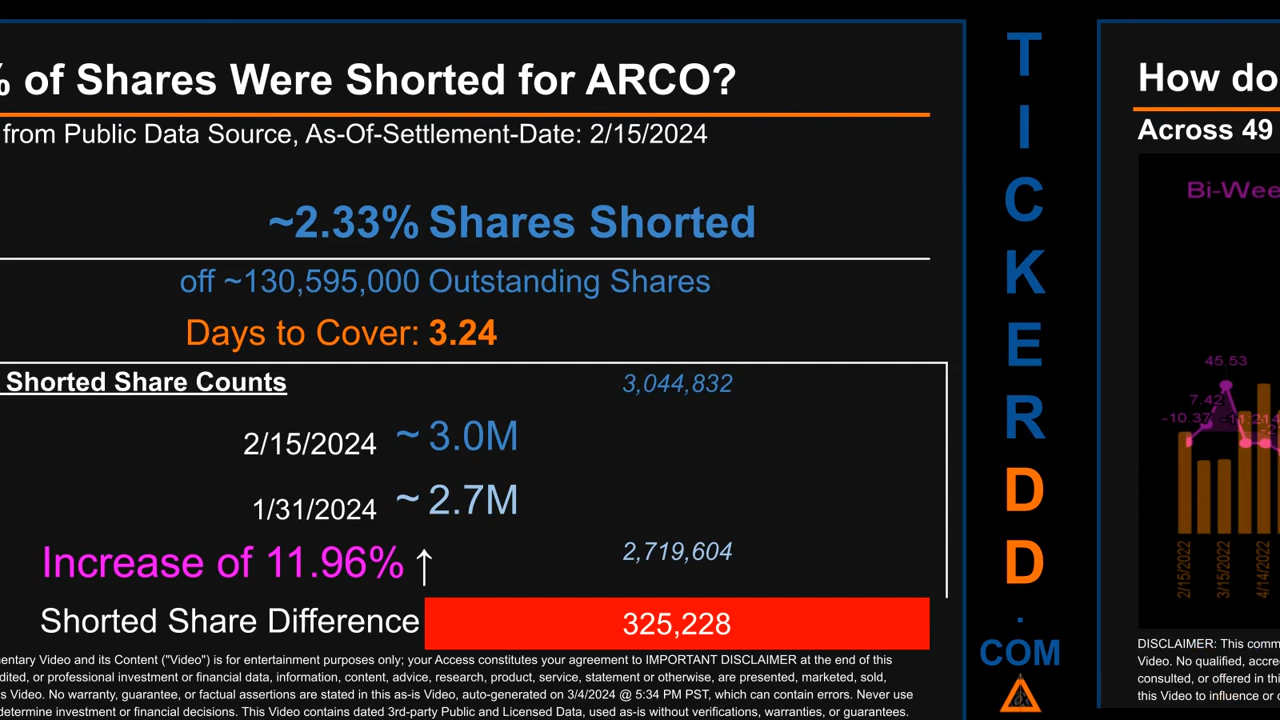 % of Shares Were Shorted for ARCO?
from Public Data Source, As-Of-Settlement-Date: 2/15/2024
~2.33% Shares Shorted
off ~130,595,000 Outstanding Shares
Days to Cover: 3.24
Shorted Share Counts
3,044,832
2/15/2024 ~ 3.0M
1/31/2024 ~ 2.7M
Increase of 11.96% ↑
2,719,604
Shorted Share Difference 325,228
mentary Video and its Content ("Video") is for entertainment purposes only; your Access constitutes your agreement to IMPORTANT DISCLAIMER at the end of this
dited, or professional investment or financial data, information, content, advice, research, product, service, statement or otherwise, are presented, marketed, sold,
s Video. No warranty, guarantee, or factual assertions are stated in this as-is Video, auto-generated on 3/4/2024 @ 5:34 PM PST, which can contain errors. Never use
determine investment or financial decisions. This Video contains dated 3rd-party Public and Licensed Data, used as-is without verifications, warranties, or guarantees.
T
I
C
K
E
R
D
D
.
COM
How do
Across 49
Bi-Wee
45.53
7.42
-10.37
2/15/2022
3/15/2022
4/14/2022
DISCLAIMER: This comm
Video. No qualified, accre
consulted, or offered in thi
this Video to influence or d